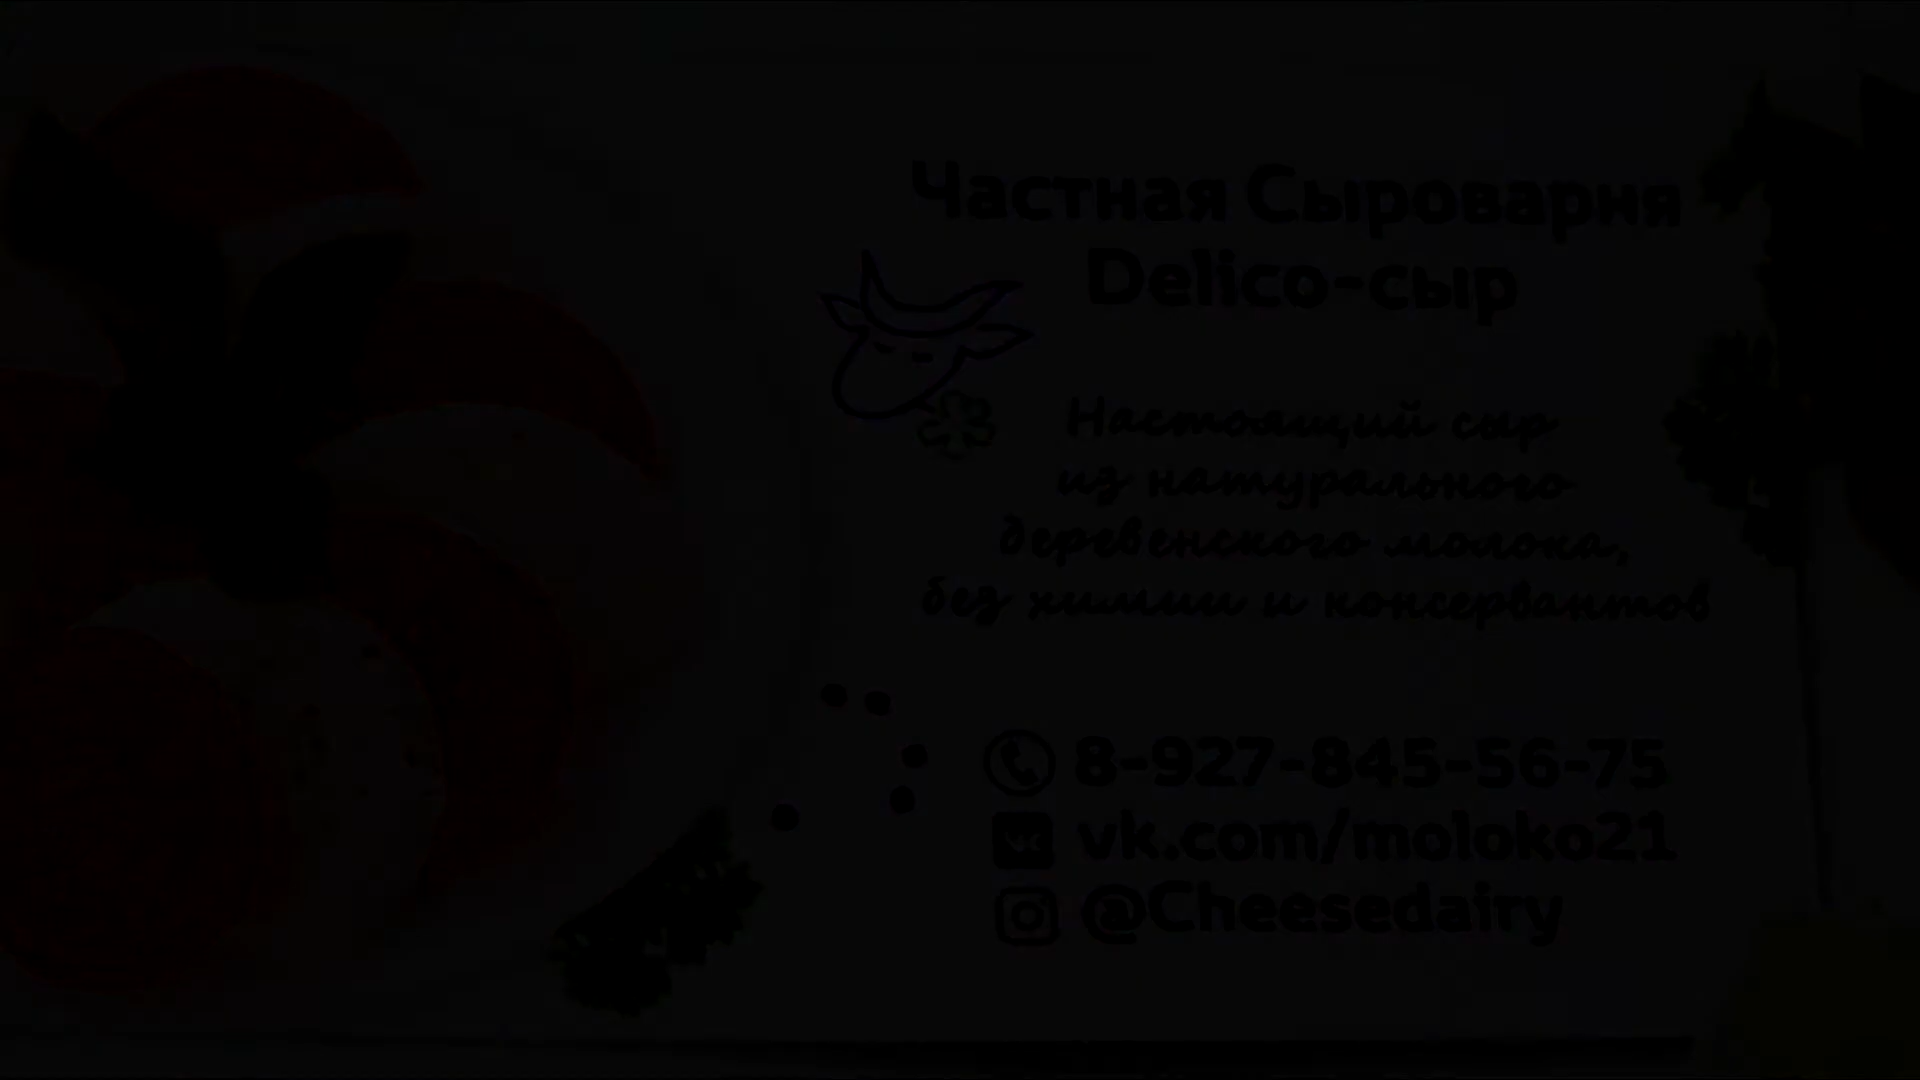 Частная Сыроварня
Delico-сыр
Настоящий сыр
из натурального
деревенского молока,
без химии и консервантов
8-927-845-56-75
vk.com/moloko21
@Cheesedairy